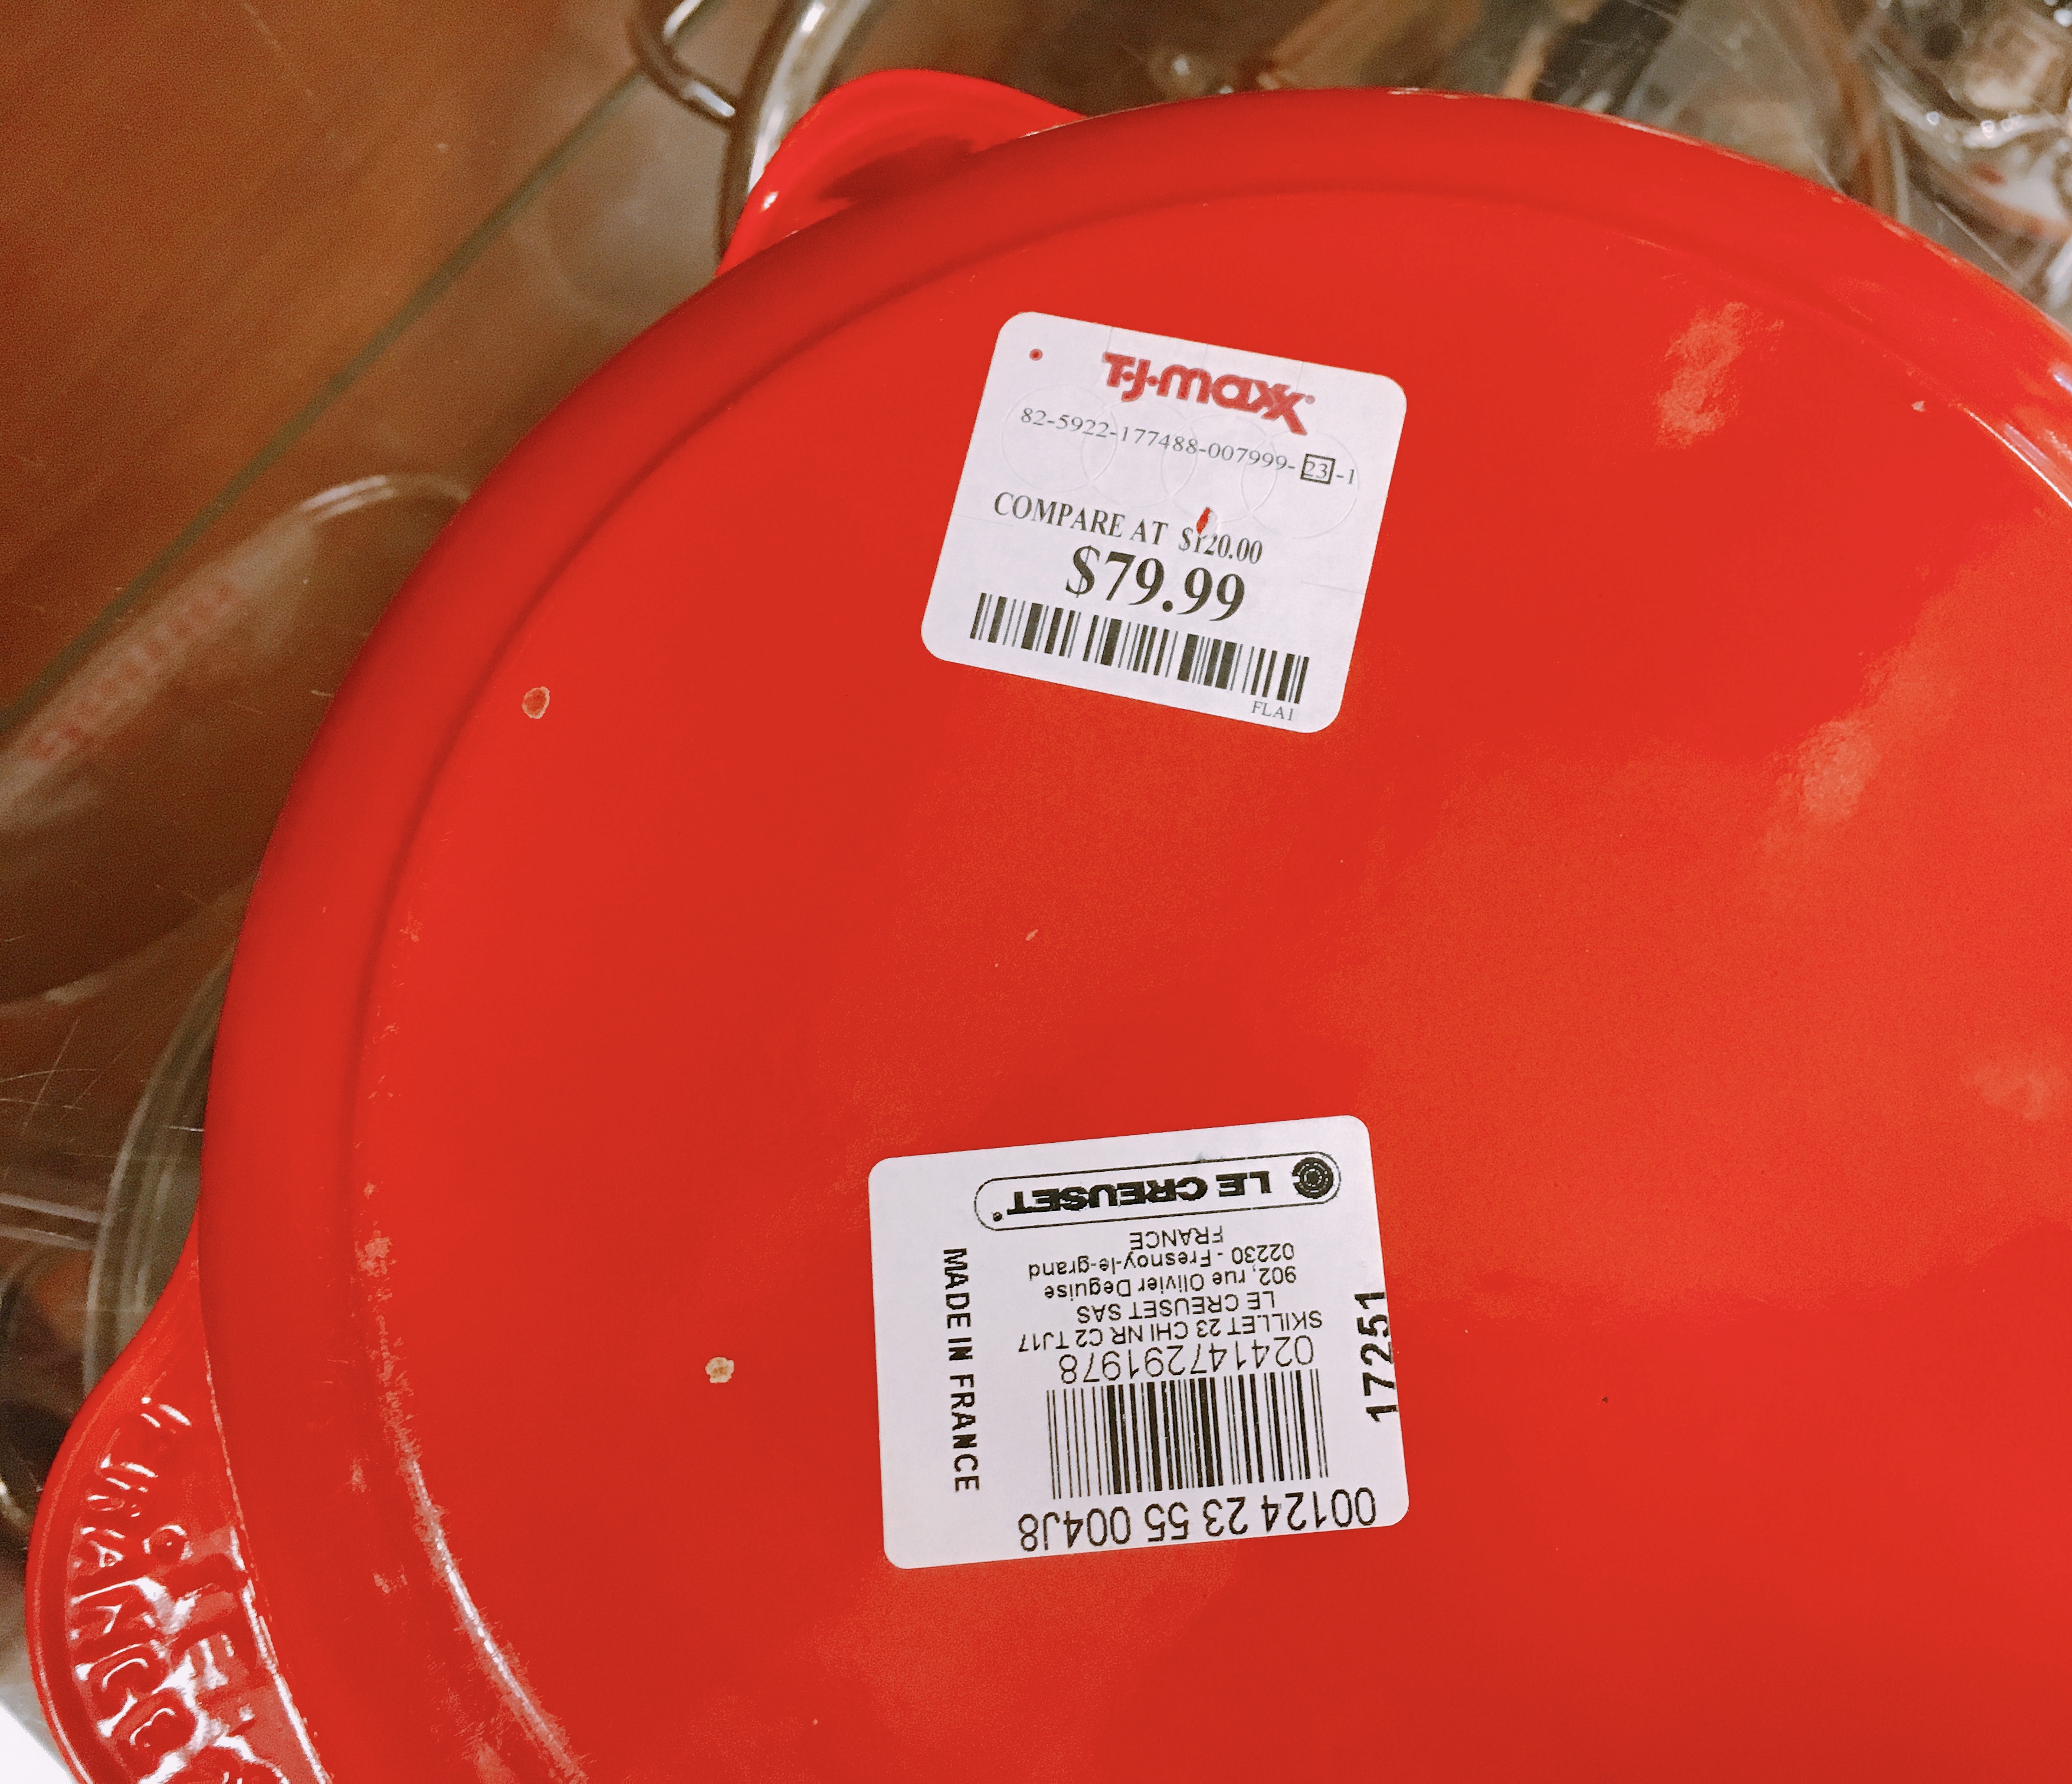 T·J·maxx®
82-5922-177488-007999-23-1
COMPARE AT $120.00
$79.99
FLA1
LE CREUSET®
FRANCE
02230 - Fresnoy-le-grand
902, rue Olivier Deguise
LE CREUSET SAS
SKILLET 23 CHI NR C2 TJ17
024147291978
00124 23 55 004J8
MADE IN FRANCE
17251
FRANCE